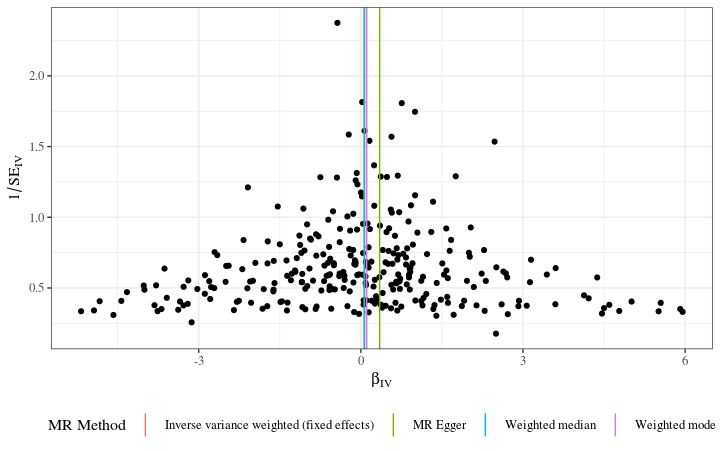 2.0
1.5
1.0
0.5
1/SE_IV
-3 0 3 6
β_IV
MR Method Inverse variance weighted (fixed effects) MR Egger Weighted median Weighted mode